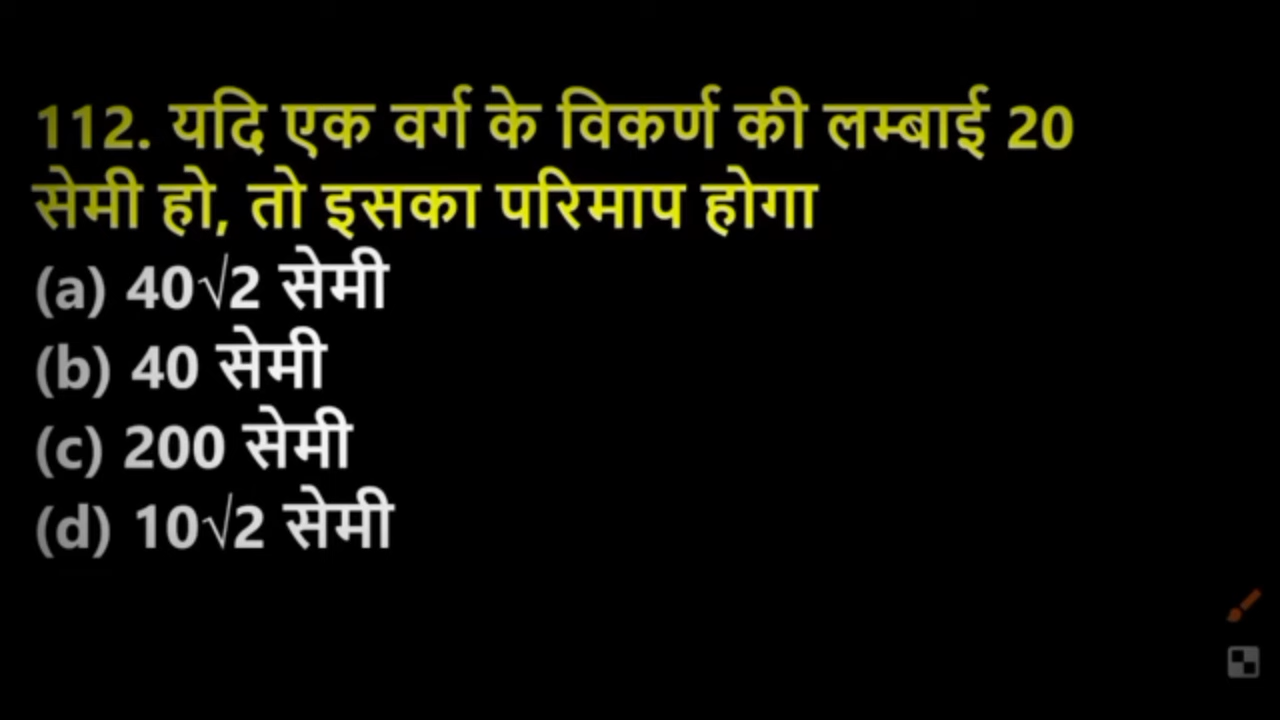 112. यदि एक वर्ग के विकर्ण की लम्बाई 20
सेमी हो, तो इसका परिमाप होगा
(a) 40√2 सेमी
(b) 40 सेमी
(c) 200 सेमी
(d) 10√2 सेमी